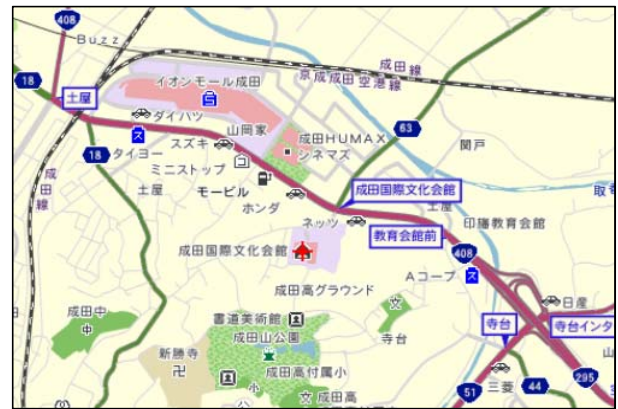 408
Buzz
成田線
18
イオンモール成田
京成成田空港線
土屋
ダイハツ
山岡家
63
スズキ
成田HUMAX
シネマズ
関戸
18
タイヨー
ミニストップ
成田線
土屋
モービル
成田国際文化会館
取
ホンダ
土屋
ネッツ
印旛教育会館
教育会館前
成田国際文化会館
408
Aコープ
成田高グラウンド
日産
成田中
中
書道美術館
文
寺台
寺台インタ
成田山公園
寺台
新勝寺
卍
成田高付属小
山
小
文
51
三菱
44
295
成田高
公